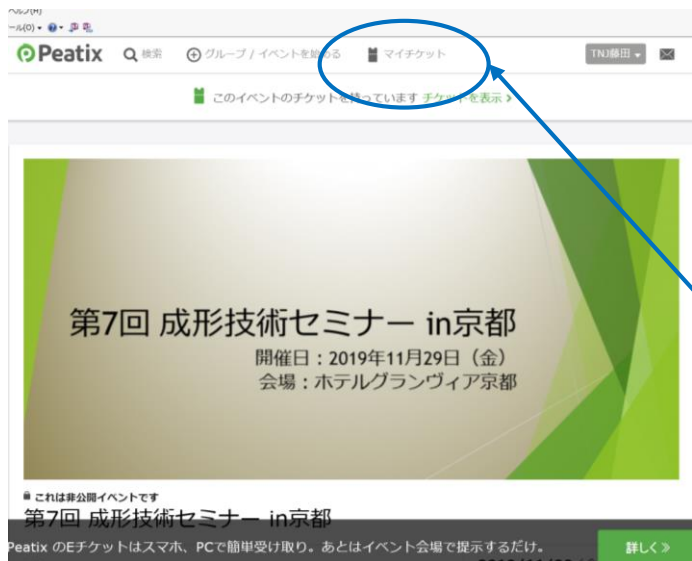 ール(O)
Peatix 検索 グループ / イベントを始める マイチケット TNJ藤田
このイベントのチケットを持っています チケットを表示 >
第7回 成形技術セミナー in京都
開催日：2019年11月29日（金）
会場：ホテルグランヴィア京都
これは非公開イベントです
第7回 成形技術セミナー in京都
Peatix のEチケットはスマホ、PCで簡単受け取り。あとはイベント会場で提示するだけ。 詳しく »